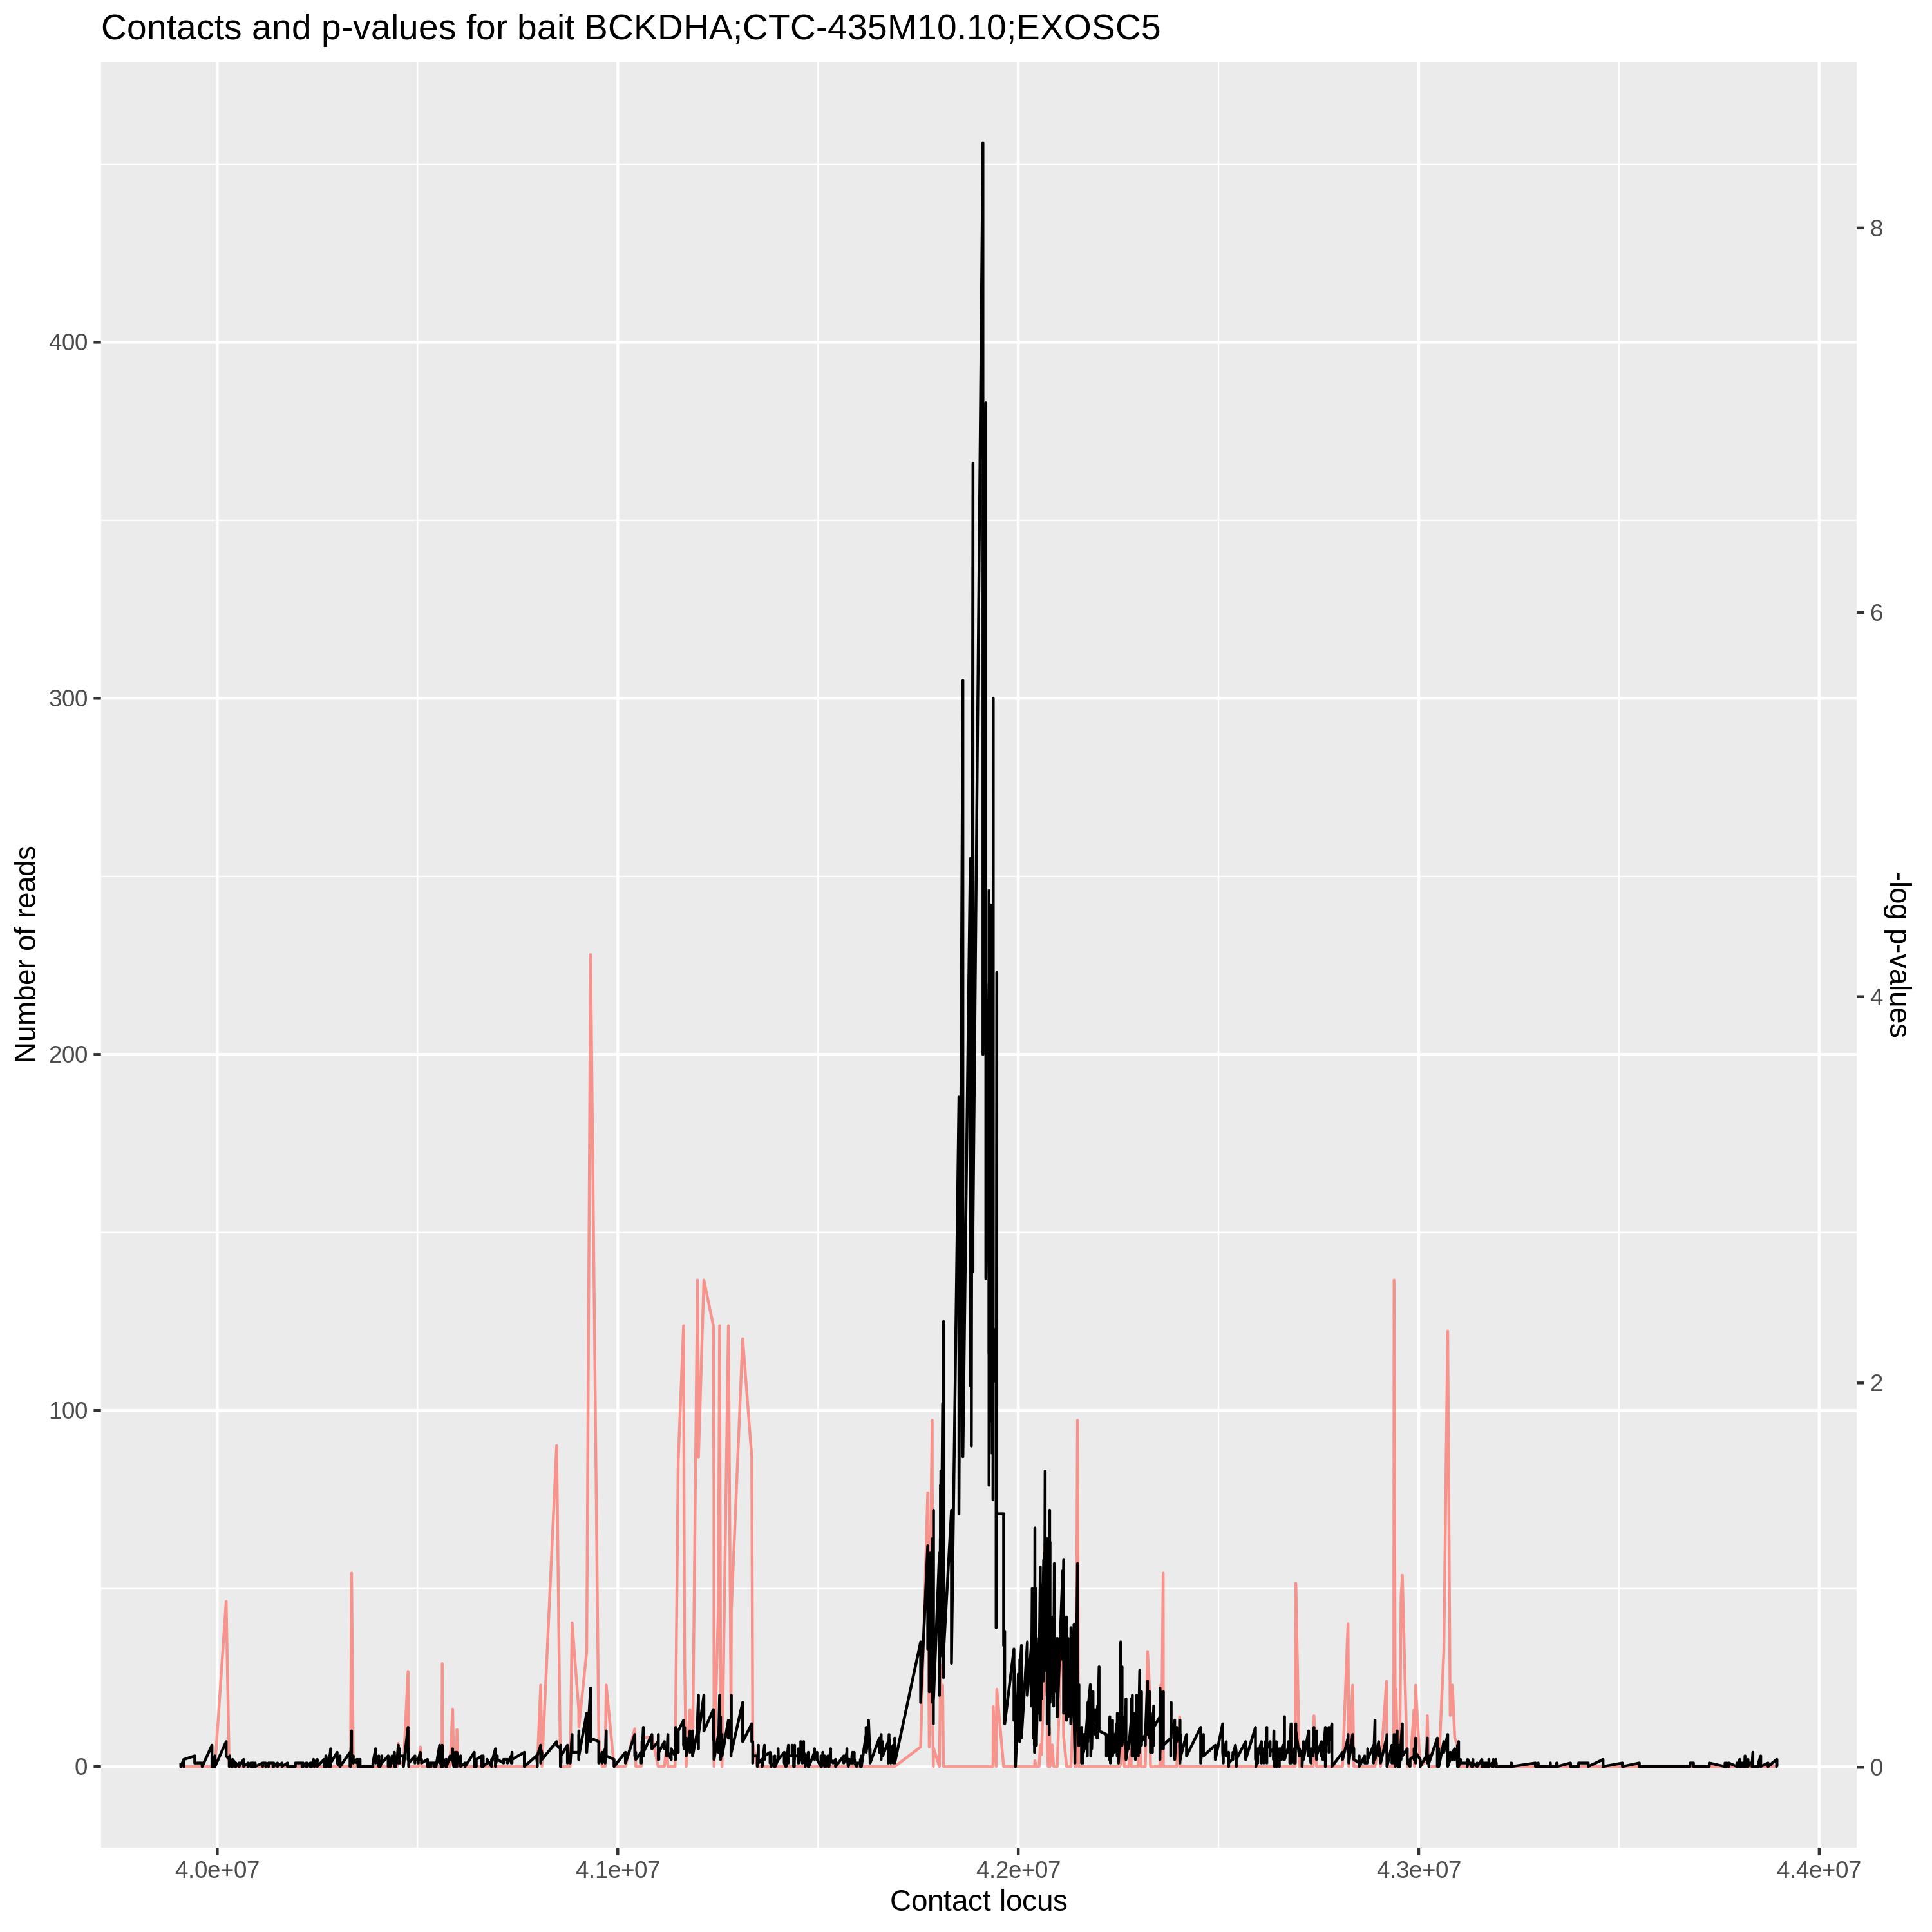 Contacts and p-values for bait BCKDHA;CTC-435M10.10;EXOSC5
Number of reads
400
300
200
100
0
8
6
4
2
0
-log p-values
4.0e+07 4.1e+07 4.2e+07 4.3e+07 4.4e+07
Contact locus